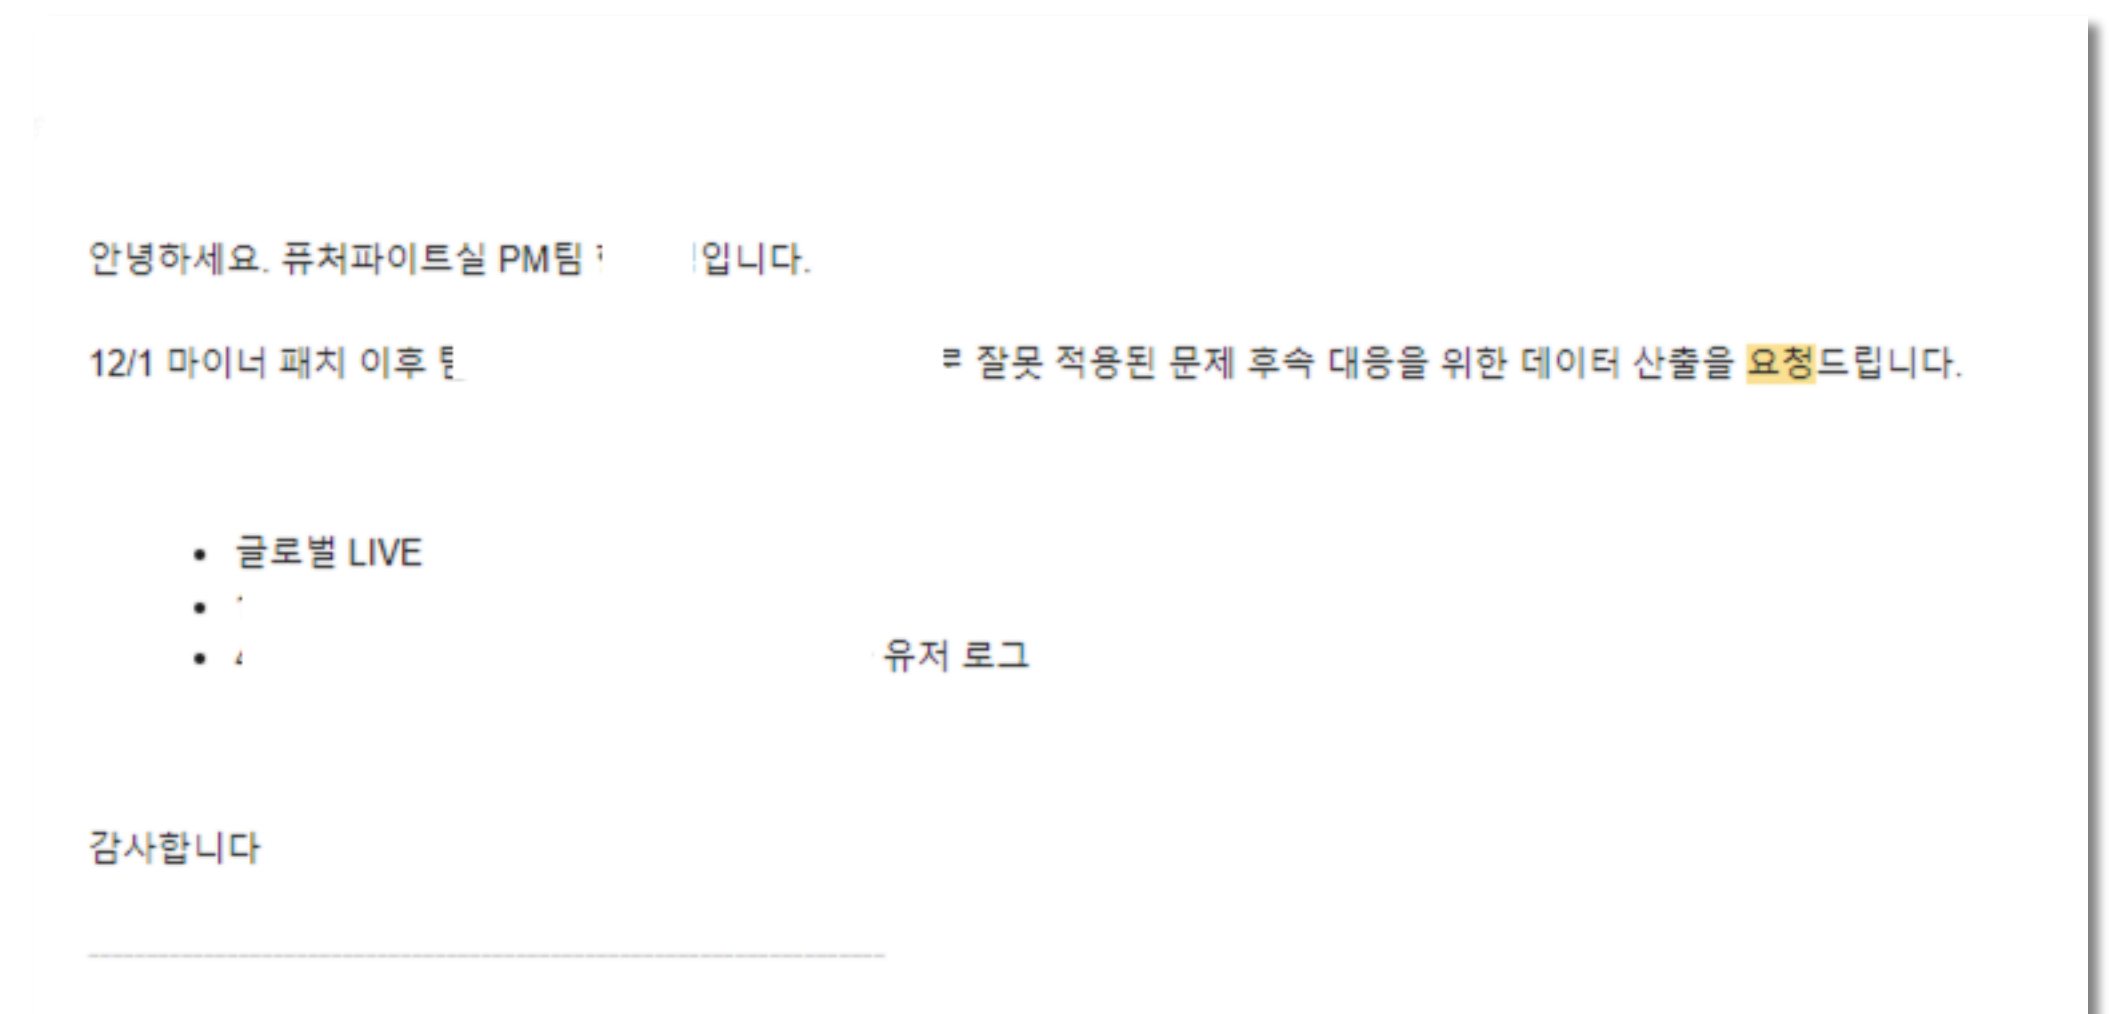 안녕하세요. 퓨처파이트실 PM팀 입니다.
12/1 마이너 패치 이후 잘못 적용된 문제 후속 대응을 위한 데이터 산출을 요청드립니다.
• 글로벌 LIVE
•
• 유저 로그
감사합니다